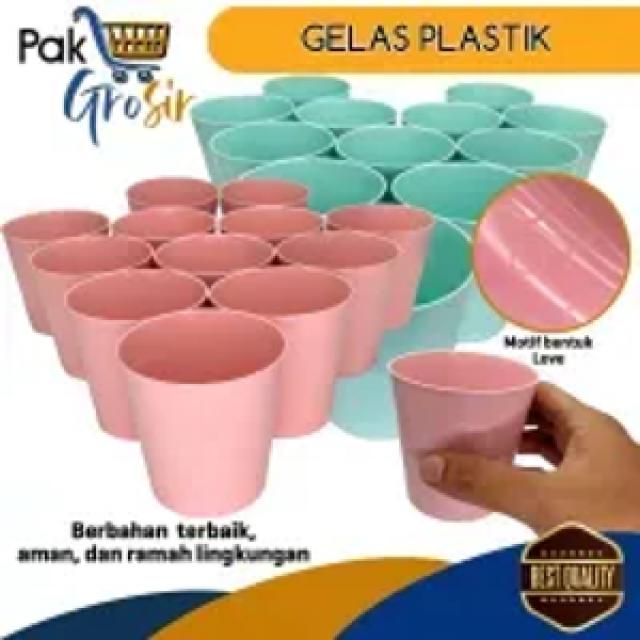 Pak
Grosir
GELAS PLASTIK
Motif bentuk
Love
Berbahan terbaik,
aman, dan ramah lingkungan
BEST QUALITY